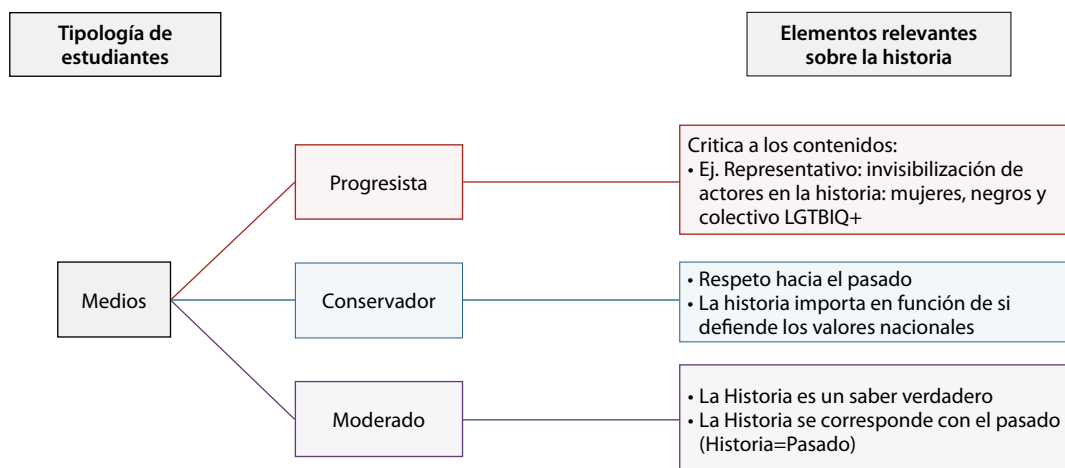 Tipología de
estudiantes
Elementos relevantes
sobre la historia
Medios
Progresista
Critica a los contenidos:
• Ej. Representativo: invisibilización de
actores en la historia: mujeres, negros y
colectivo LGTBIQ+
Conservador
• Respeto hacia el pasado
• La historia importa en función de si
defiende los valores nacionales
Moderado
• La Historia es un saber verdadero
• La Historia se corresponde con el pasado
(Historia=Pasado)